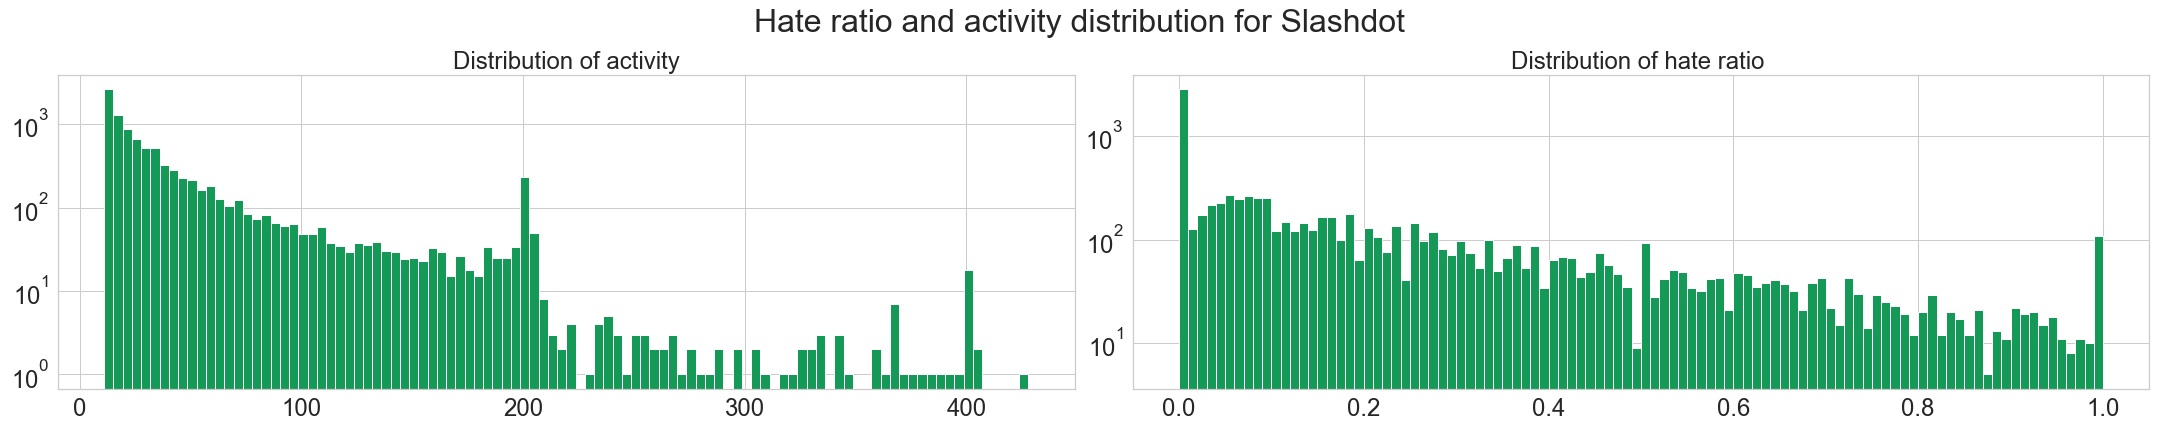 Hate ratio and activity distribution for Slashdot
Distribution of activity
10^3
10^2
10^1
10^0
0 100 200 300 400
Distribution of hate ratio
10^3
10^2
10^1
0.0 0.2 0.4 0.6 0.8 1.0